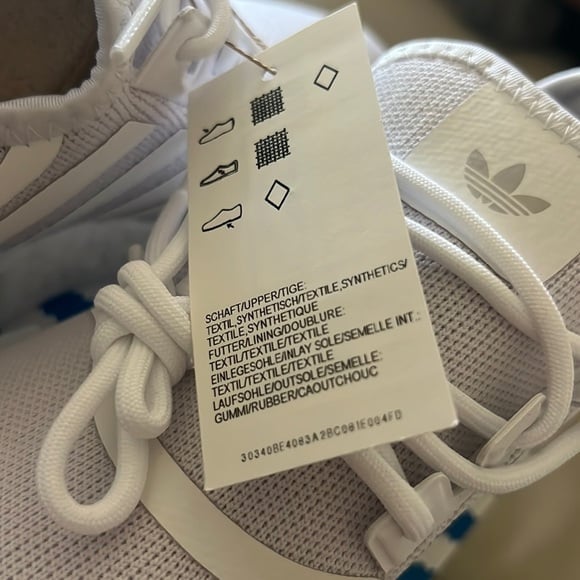 SCHAFT/UPPER/TIGE:
TEXTIL,SYNTHETISCH/TEXTILE,SYNTHETICS/
TEXTILE,SYNTHETIQUE
FUTTER/LINING/DOUBLURE:
TEXTIL/TEXTILE/TEXTILE
EINLEGESOHLE/INLAY SOLE/SEMELLE INT.:
TEXTIL/TEXTILE/TEXTILE
LAUFSOHLE/OUTSOLE/SEMELLE:
GUMMI/RUBBER/CAOUTCHOUC
30340BE4083A2BC081E004FD